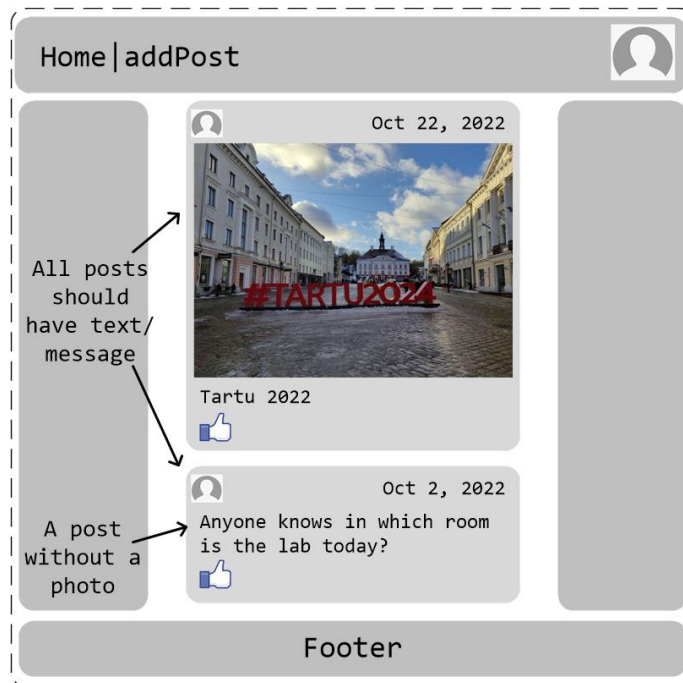 Home|addPost
Oct 22, 2022
#TARTU2024
Tartu 2022
All posts
should
have text/
message
Oct 2, 2022
Anyone knows in which room
is the lab today?
A post
without a
photo
Footer